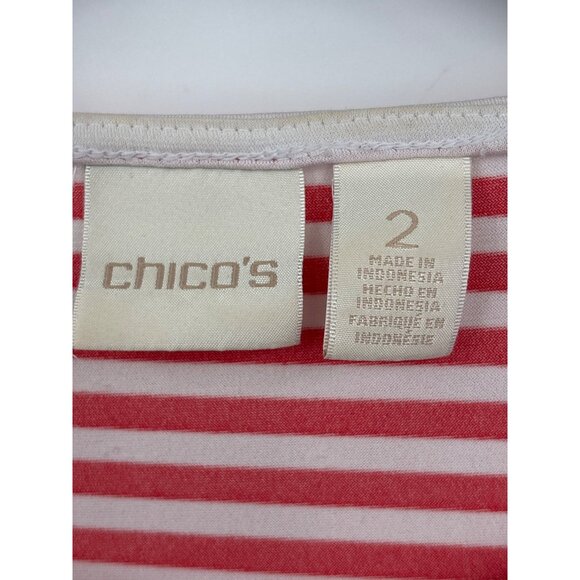 chico's
2
MADE IN
INDONESIA
HECHO EN
INDONESIA
FABRIQUÉ EN
INDONÉSIE